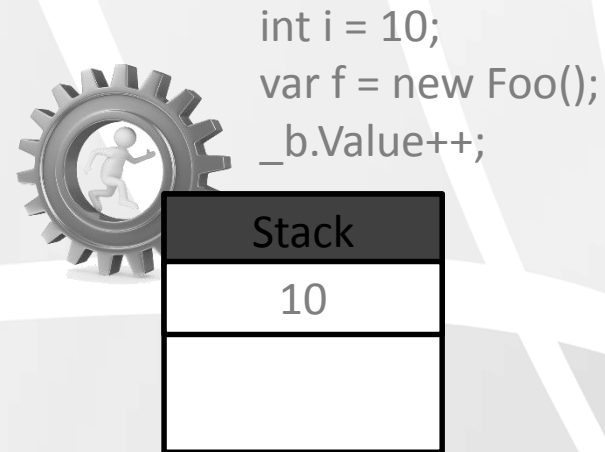 int i = 10;
var f = new Foo();
_b.Value++;
Stack
10